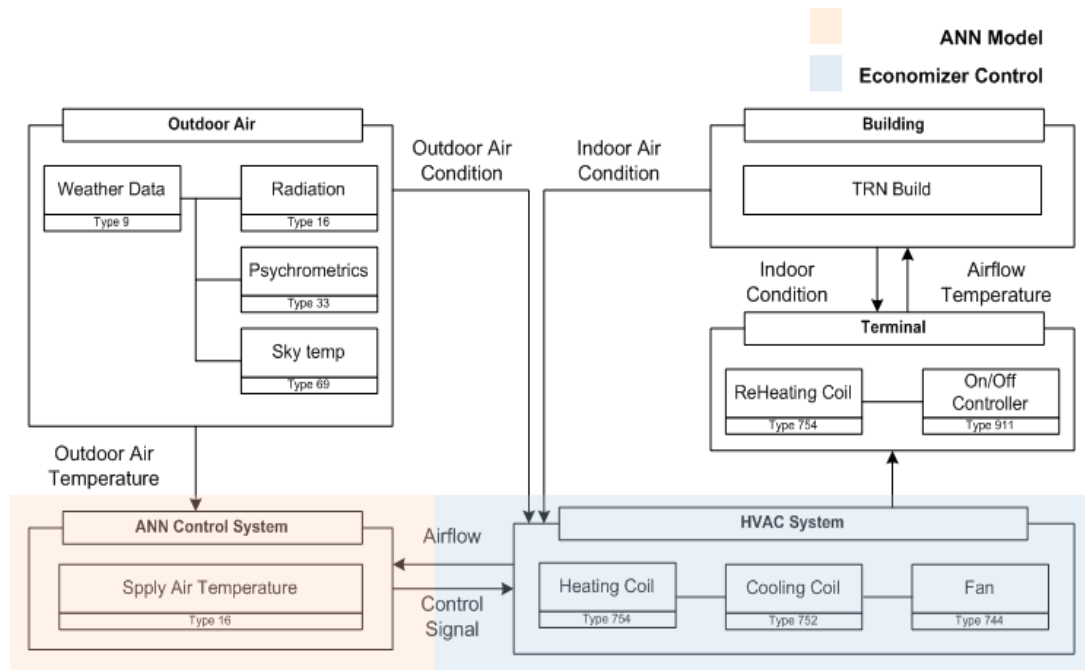 ANN Model
Economizer Control
Outdoor Air
Weather Data
Type 9
Radiation
Type 16
Psychrometrics
Type 33
Sky temp
Type 69
Outdoor Air
Condition
Indoor Air
Condition
Building
TRN Build
Indoor
Condition
Airflow
Temperature
Terminal
ReHeating Coil
Type 754
On/Off
Controller
Type 911
Outdoor Air
Temperature
ANN Control System
Spply Air Temperature
Type 16
Airflow
Control
Signal
HVAC System
Heating Coil
Type 754
Cooling Coil
Type 752
Fan
Type 744